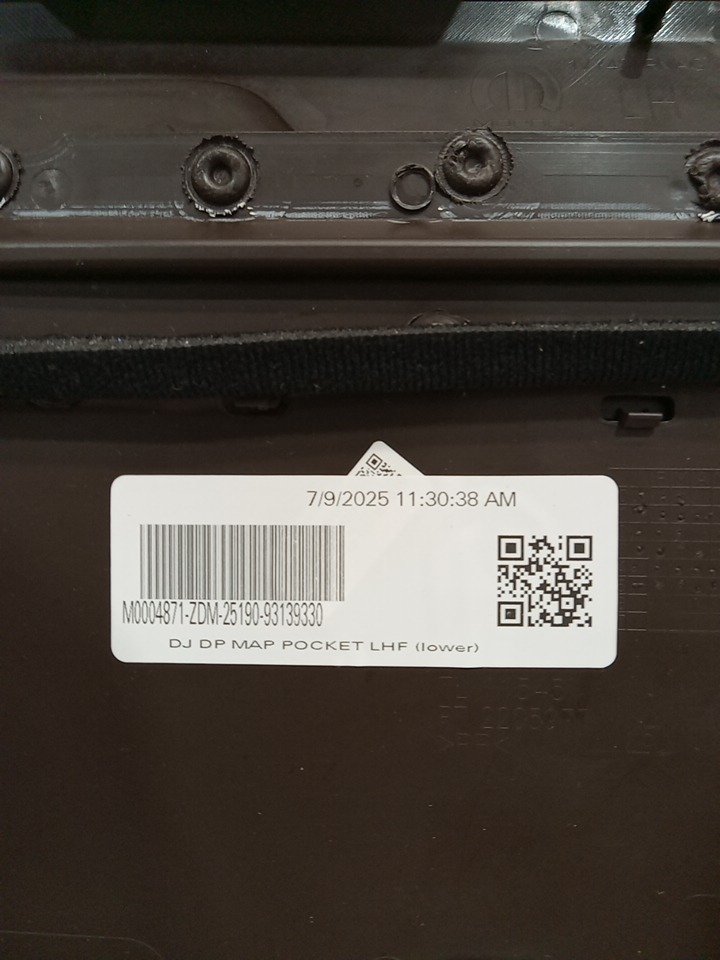 7/9/2025 11:30:38 AM
M0004871-ZDM-25190-93139330
DJ DP MAP POCKET LHF (lower)